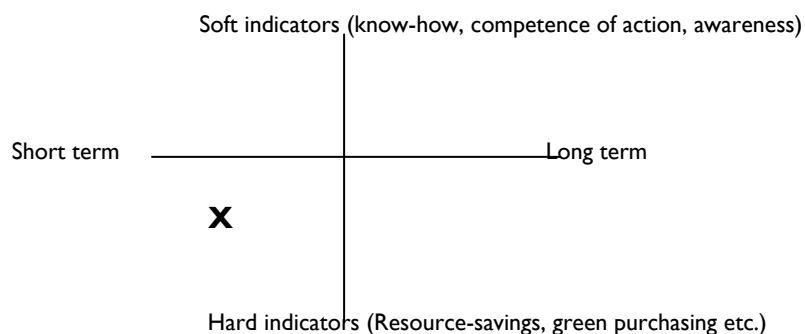 Soft indicators (know-how, competence of action, awareness)
Short term
Long term
X
Hard indicators (Resource-savings, green purchasing etc.)